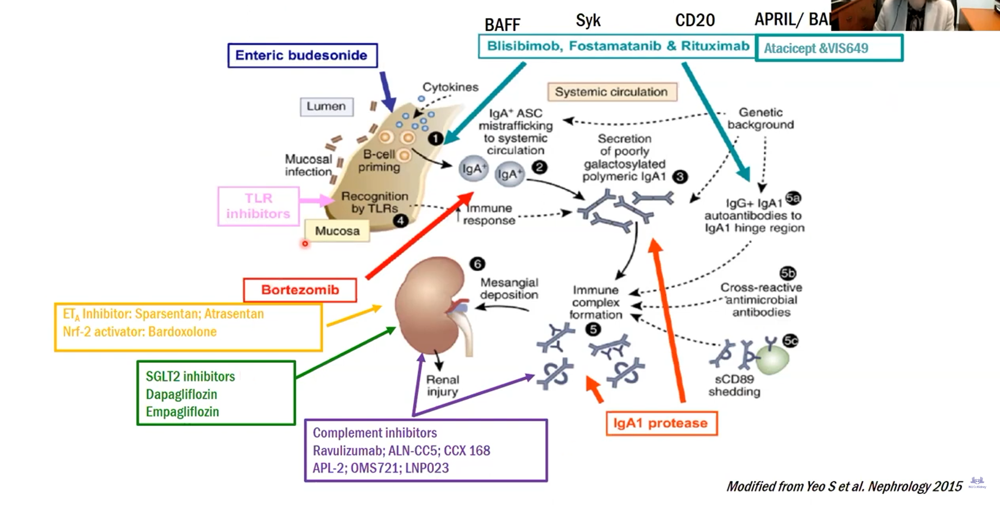 BAFF
Syk
CD20
APRIL/
Blisibimob, Fostamatanib & Rituximab
Atacicept &VIS649
Enteric budesonide
Cytokines
Systemic circulation
Lumen
IgA+ ASC
mistrafficking
to systemic
circulation
Genetic
background
Secretion
of poorly
galactosylated
polymeric IgA1
3
1
B-cell
priming
Mucosal
infection
IgA+
IgA+
2
TLR
inhibitors
Recognition
by TLRs
4
Immune
response
IgG+ IgA1
5a
autoantibodies to
IgA1 hinge region
Mucosa
6
Mesangial
deposition
Immune
complex
formation
5
5b
Cross-reactive
antimicrobial
antibodies
Bortezomib
ETA Inhibitor: Sparsentan; Atrasentan
Nrf-2 activator: Bardoxolone
5c
sCD89
shedding
SGLT2 inhibitors
Dapagliflozin
Empagliflozin
Renal
injury
IgA1 protease
Complement inhibitors
Ravulizumab; ALN-CC5; CCX 168
APL-2; OMS721; LNP023
Modified from Yeo S et al. Nephrology 2015